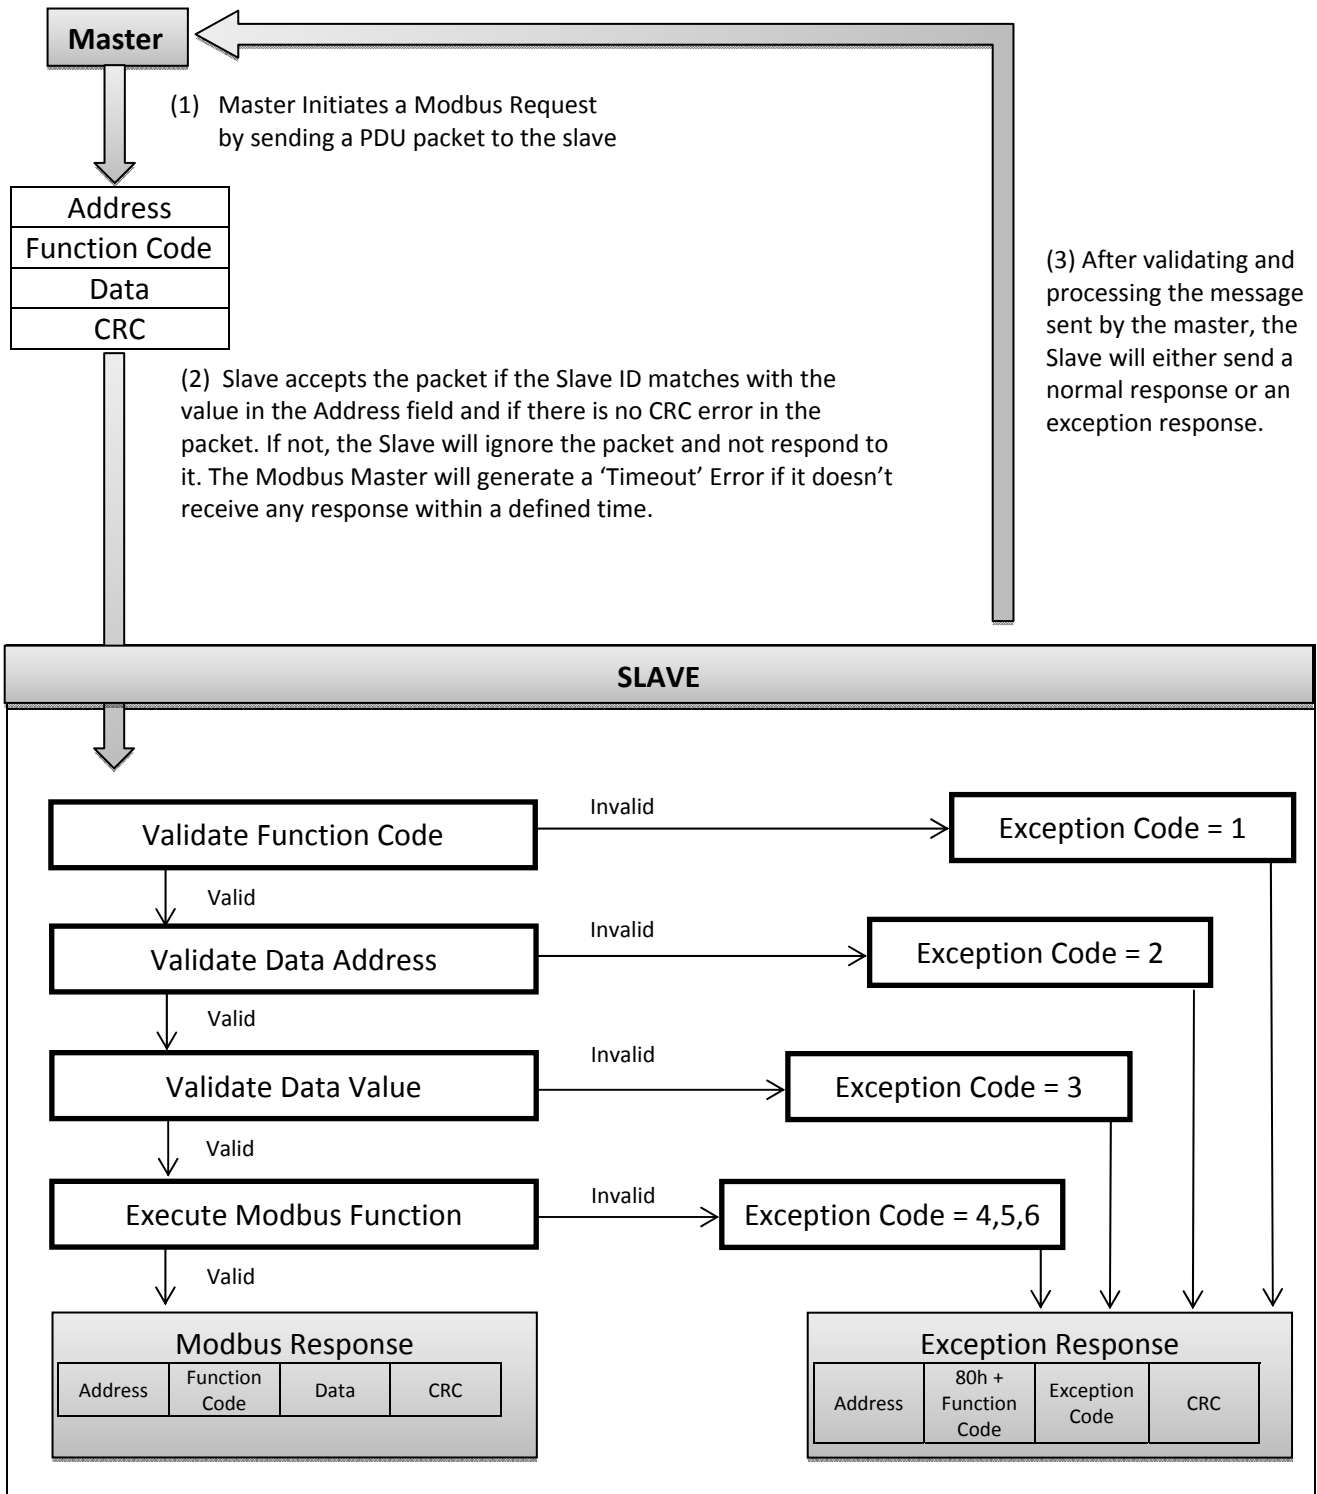 Master
(1) Master Initiates a Modbus Request
by sending a PDU packet to the slave
Address
Function Code
Data
CRC
(2) Slave accepts the packet if the Slave ID matches with the
value in the Address field and if there is no CRC error in the
packet. If not, the Slave will ignore the packet and not respond to
it. The Modbus Master will generate a ‘Timeout’ Error if it doesn’t
receive any response within a defined time.
(3) After validating and
processing the message
sent by the master, the
Slave will either send a
normal response or an
exception response.
SLAVE
Validate Function Code
Invalid
Exception Code = 1
Valid
Validate Data Address
Invalid
Exception Code = 2
Valid
Validate Data Value
Invalid
Exception Code = 3
Valid
Execute Modbus Function
Invalid
Exception Code = 4,5,6
Valid
Modbus Response
Address
Function
Code
Data
CRC
Exception Response
Address
80h +
Function
Code
Exception
Code
CRC